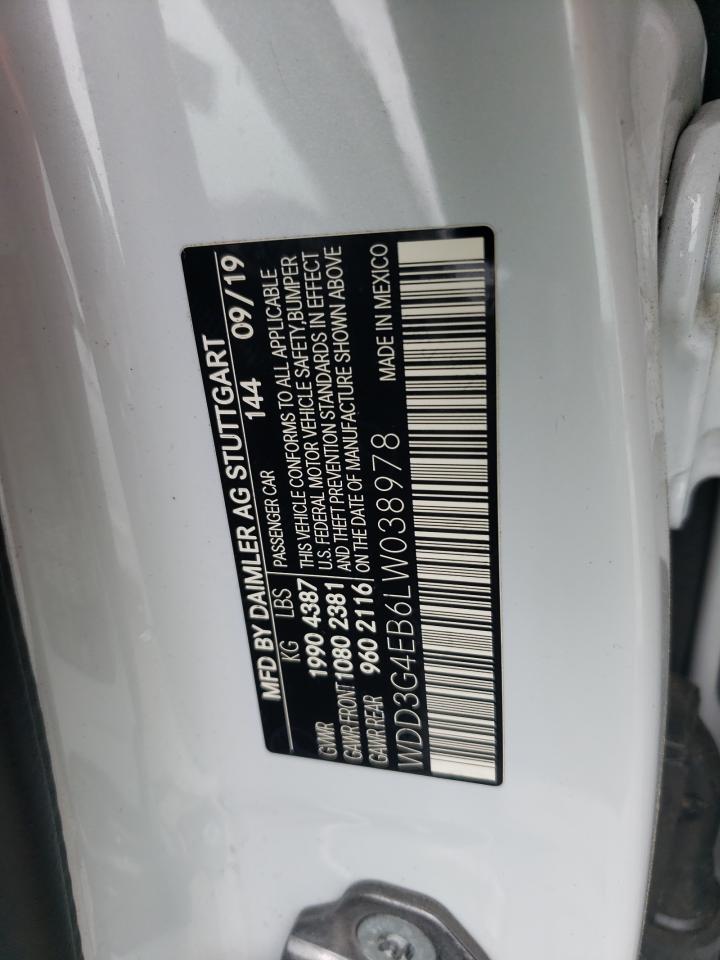 MFD BY DAIMLER AG STUTTGART
KG LBS 144 09/19
GVWR 1990 4387
GAWR FRONT 1080 2381
GAWR REAR 960 2116
PASSENGER CAR
THIS VEHICLE CONFORMS TO ALL APPLICABLE
U.S. FEDERAL MOTOR VEHICLE SAFETY,BUMPER
AND THEFT PREVENTION STANDARDS IN EFFECT
ON THE DATE OF MANUFACTURE SHOWN ABOVE
WDD3G4EB6LW038978 MADE IN MEXICO